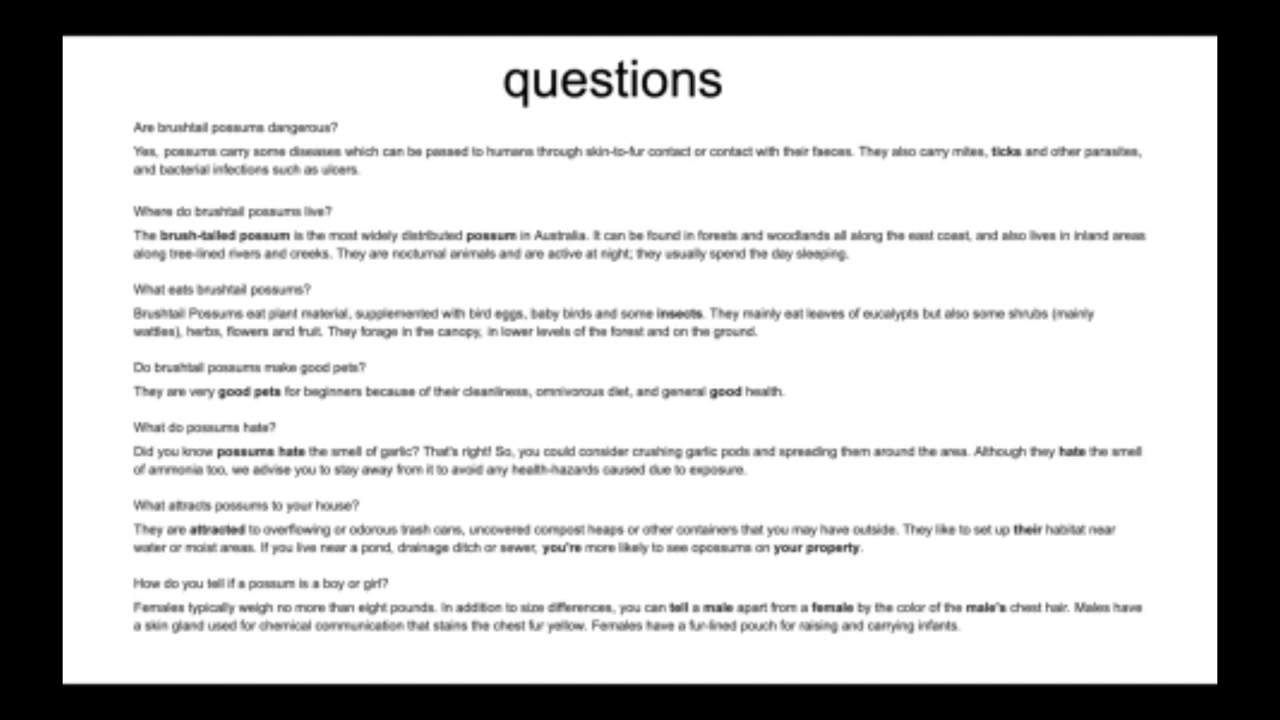 questions
Are brushtail possums dangerous?
Yes, possums carry some diseases which can be passed to humans through skin-to-fur contact or contact with their faeces. They also carry mites, ticks and other parasites,
and bacterial infections such as ulcers.
Where do brushtail possums live?
The brush-tailed possum is the most widely distributed possum in Australia. It can be found in forests and woodlands all along the east coast, and also lives in inland areas
along tree-lined rivers and creeks. They are nocturnal animals and are active at night; they usually spend the day sleeping.
What eats brushtail possums?
Brushtail Possums eat plant material, supplemented with bird eggs, baby birds and some insects. They mainly eat leaves of eucalypts but also some shrubs (mainly
wattles), herbs, flowers and fruit. They forage in the canopy, in lower levels of the forest and on the ground.
Do brushtail possums make good pets?
They are very good pets for beginners because of their cleanliness, omnivorous diet, and general good health.
What do possums hate?
Did you know possums hate the smell of garlic? That's right! So, you could consider crushing garlic pods and spreading them around the area. Although they hate the smell
of ammonia too, we advise you to stay away from it to avoid any health-hazards caused due to exposure.
What attracts possums to your house?
They are attracted to overflowing or odorous trash cans, uncovered compost heaps or other containers that you may have outside. They like to set up their habitat near
water or moist areas. If you live near a pond, drainage ditch or sewer, you're more likely to see opossums on your property.
How do you tell if a possum is a boy or girl?
Females typically weigh no more than eight pounds. In addition to size differences, you can tell a male apart from a female by the color of the male's chest hair. Males have
a skin gland used for chemical communication that stains the chest fur yellow. Females have a fur-lined pouch for raising and carrying infants.